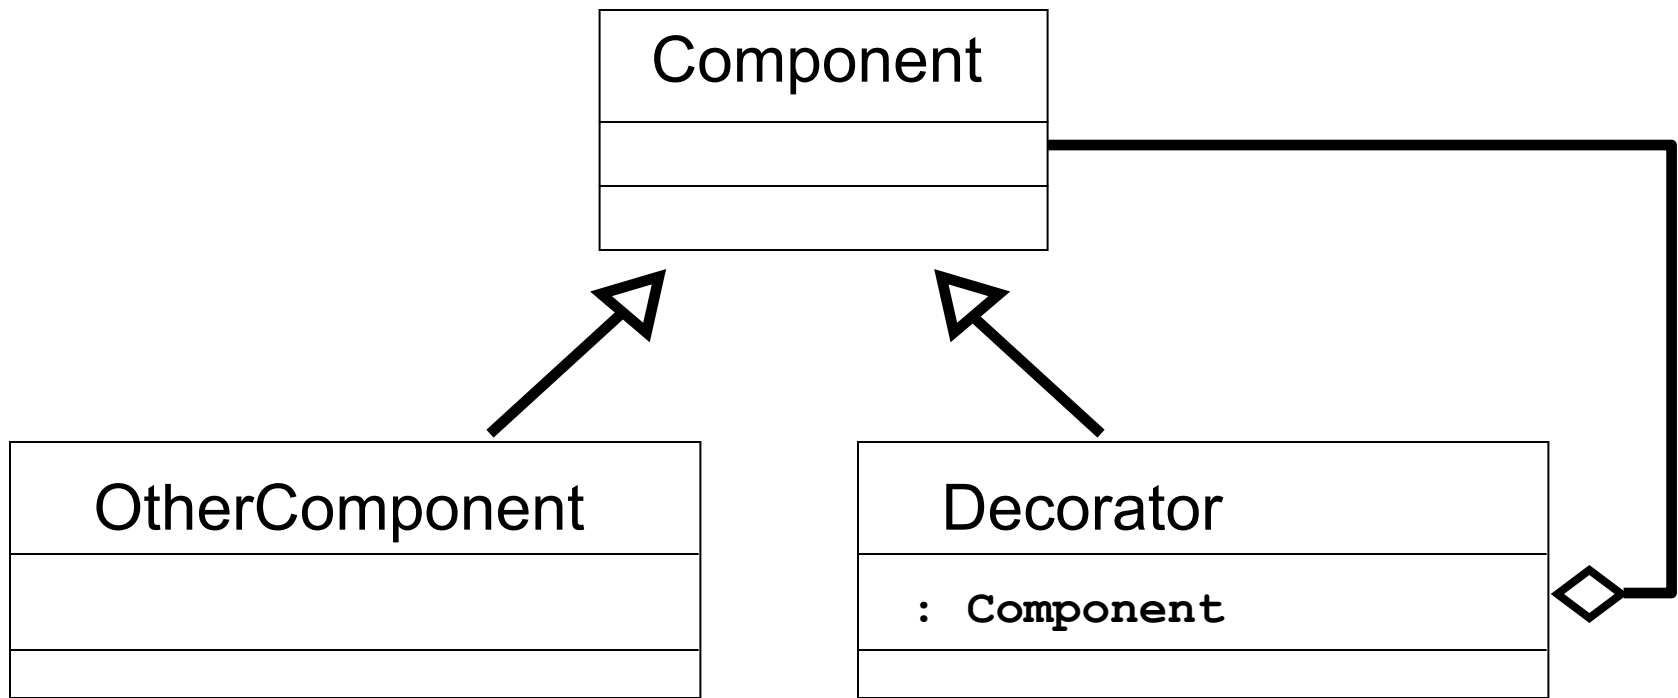 Component
OtherComponent
Decorator
: Component